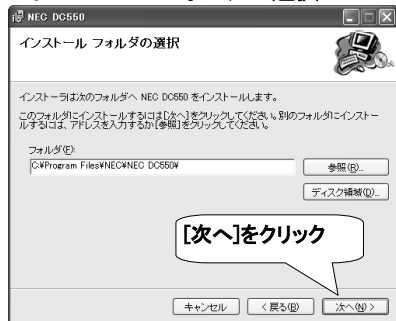 NEC DC550
インストール フォルダの選択
インストーラは次のフォルダへ NEC DC550 をインストールします。
このフォルダにインストールするには[次へ]をクリックしてください。別のフォルダにインストールするには、アドレスを入力するか[参照]をクリックしてください。
フォルダ(F):
C:¥Program Files¥NEC¥NEC DC550¥
参照(R)...
ディスク領域(D)...
[次へ]をクリック
キャンセル
< 戻る(B)
次へ(N) >